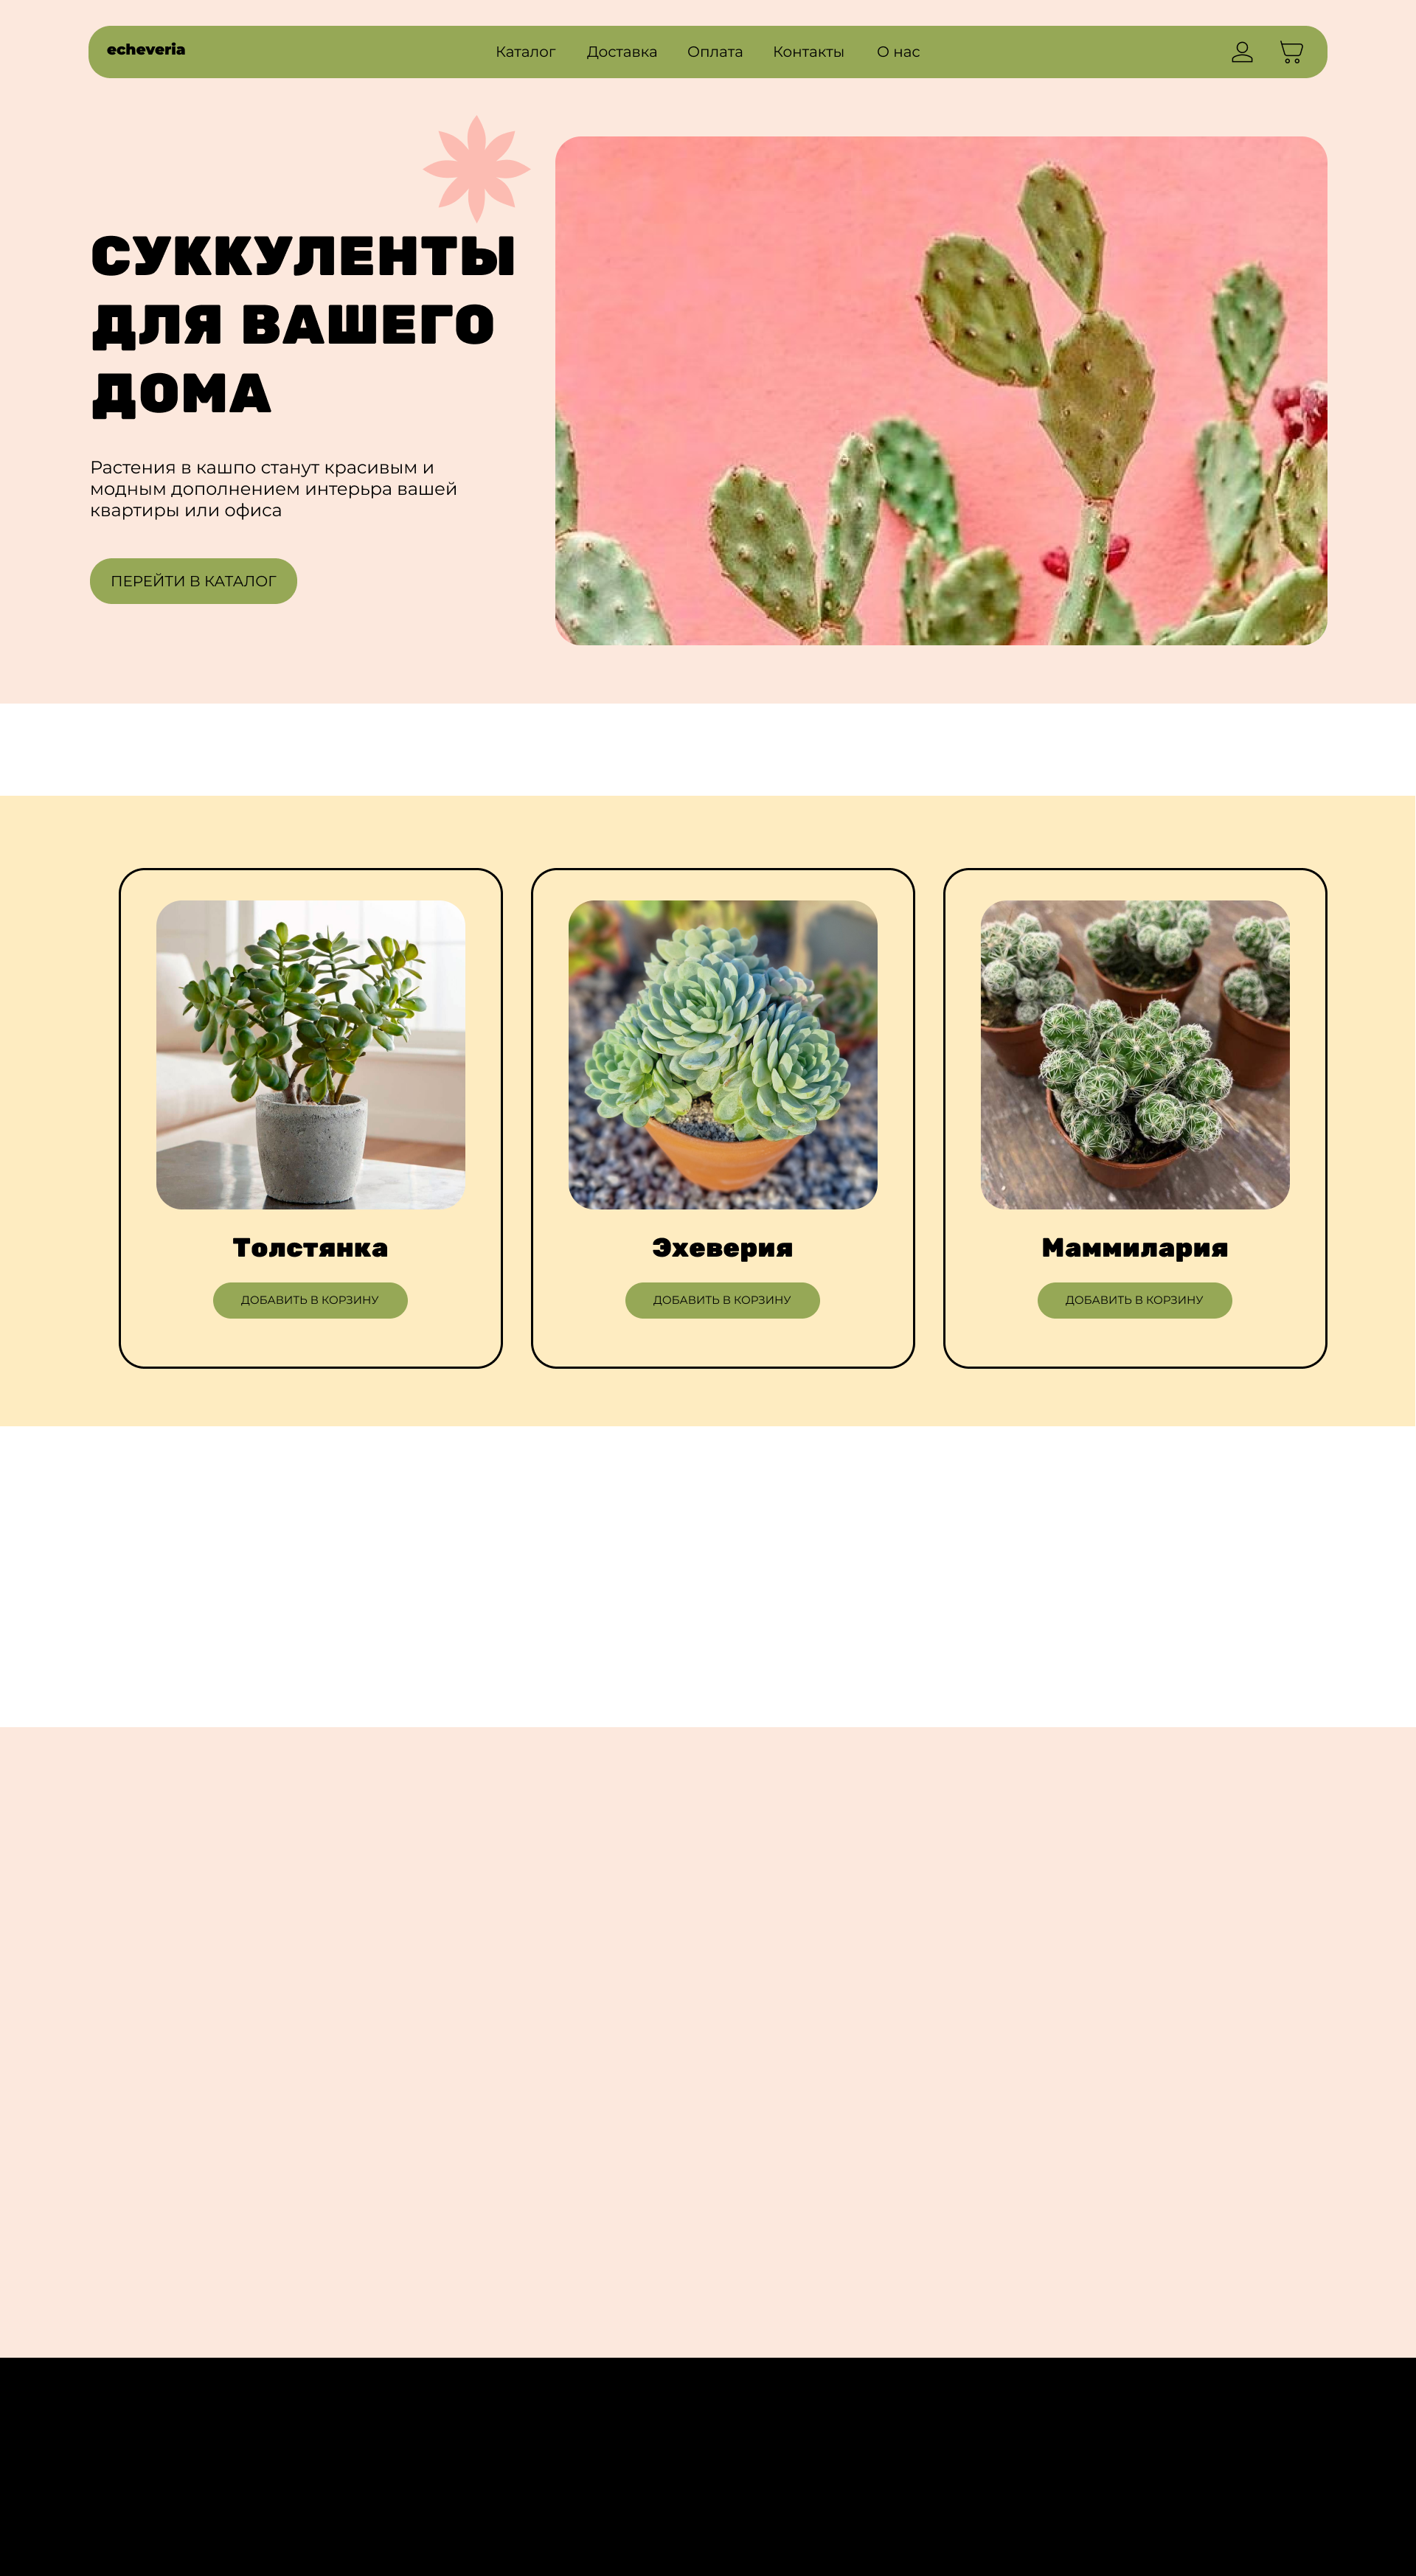 echeveria
Каталог Доставка Оплата Контакты О нас
СУККУЛЕНТЫ
ДЛЯ ВАШЕГО
ДОМА
Растения в кашпо станут красивым и
модным дополнением интерьра вашей
квартиры или офиса
ПЕРЕЙТИ В КАТАЛОГ
Толстянка
ДОБАВИТЬ В КОРЗИНУ
Эхеверия
ДОБАВИТЬ В КОРЗИНУ
Маммилария
ДОБАВИТЬ В КОРЗИНУ